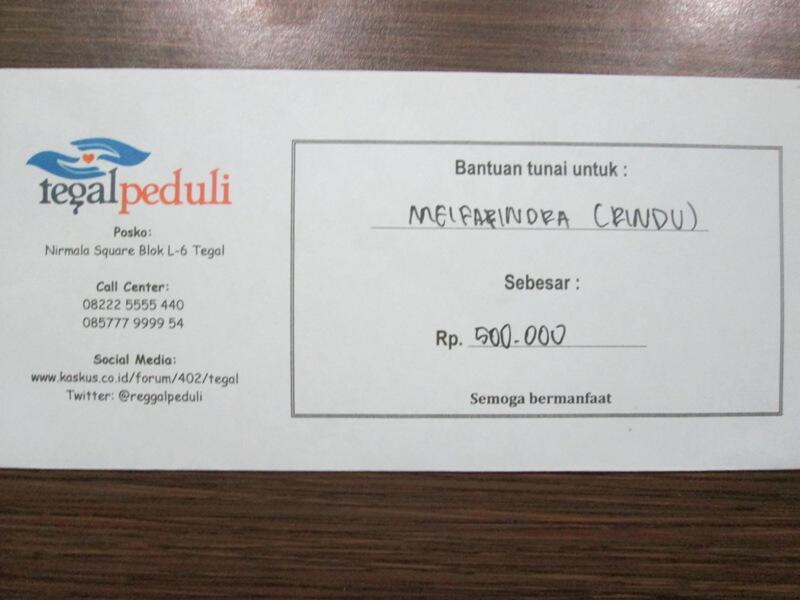 tegalpeduli
Posko:
Nirmala Square Blok L-6 Tegal
Call Center:
08222 5555 440
085777 9999 54
Social Media:
www.kaskus.co.id/forum/402/tegal
Twitter: @reggalpeduli
Bantuan tunai untuk :
MEIFARINDRA (RINDU)
Sebesar :
Rp. 500.000
Semoga bermanfaat